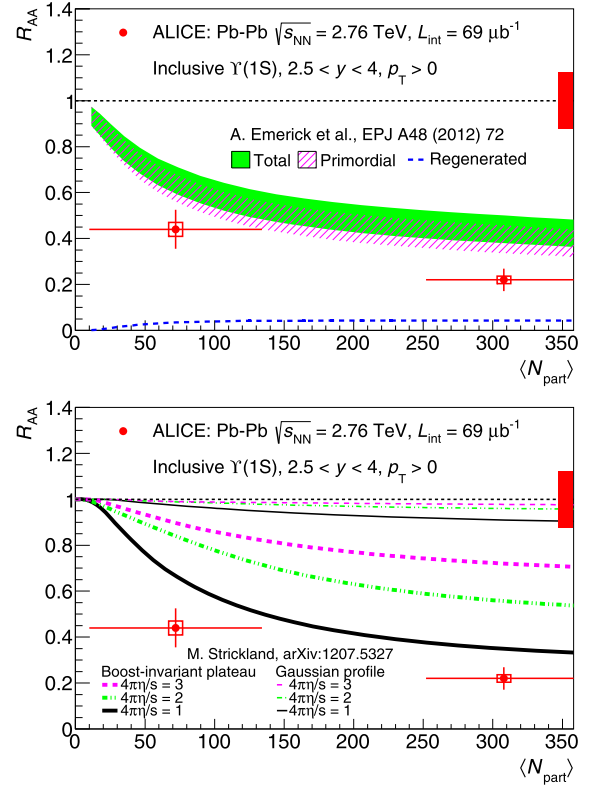 R_AA
1.4
ALICE: Pb-Pb √s_NN = 2.76 TeV, L_int = 69 μb⁻¹
1.2
Inclusive ϒ(1S), 2.5 < y < 4, p_T > 0
1
A. Emerick et al., EPJ A48 (2012) 72
0.8
Total Primordial Regenerated
0.6
0.4
0.2
0
0 50 100 150 200 250 300 350
⟨N_part⟩
R_AA
1.4
ALICE: Pb-Pb √s_NN = 2.76 TeV, L_int = 69 μb⁻¹
1.2
Inclusive ϒ(1S), 2.5 < y < 4, p_T > 0
1
0.8
0.6
0.4
M. Strickland, arXiv:1207.5327
Boost-invariant plateau Gaussian profile
0.2
4πη/s = 3 4πη/s = 3
4πη/s = 2 4πη/s = 2
4πη/s = 1 4πη/s = 1
0
0 50 100 150 200 250 300 350
⟨N_part⟩